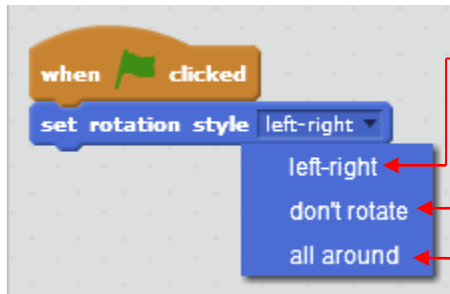 when clicked
set rotation style left-right
left-right
don't rotate
all around